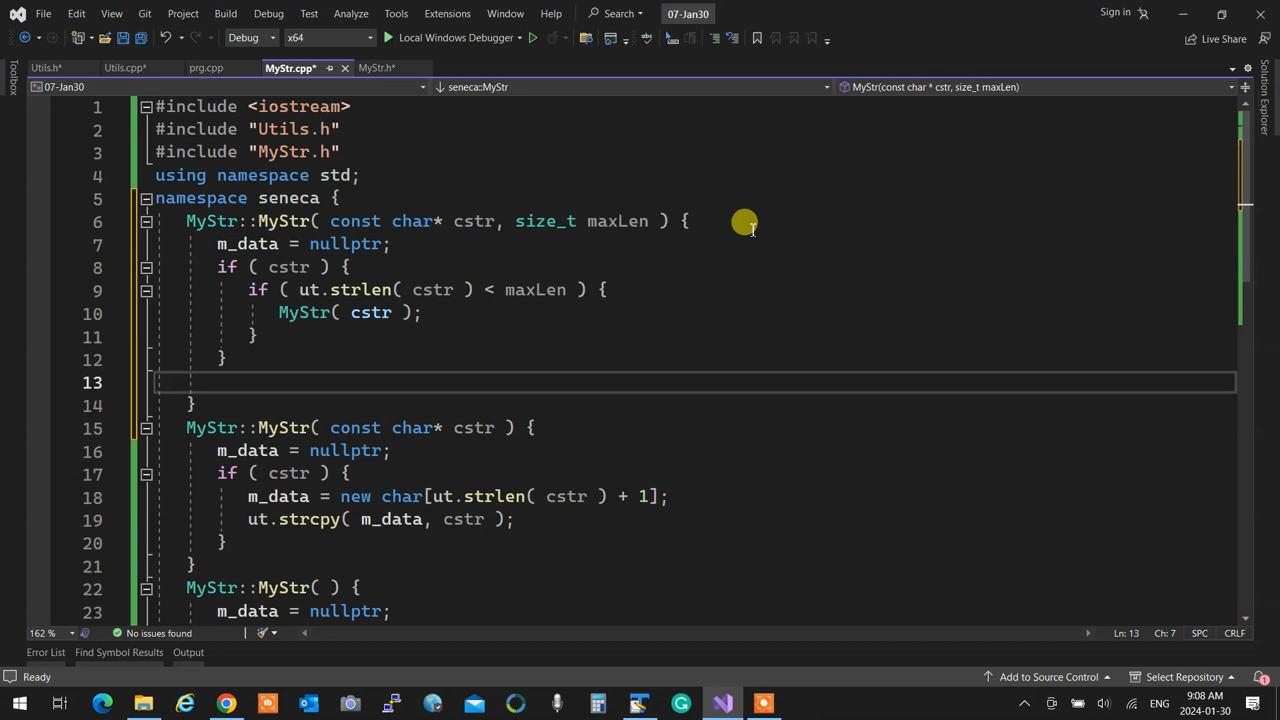 File Edit View Git Project Build Debug Test Analyze Tools Extensions Window Help Search 07-Jan30 Sign in
Debug x64 Local Windows Debugger Live Share
Toolbox
Utils.h* Utils.cpp* prg.cpp MyStr.cpp* MyStr.h*
Solution Explorer
07-Jan30 seneca::MyStr MyStr(const char * cstr, size_t maxLen)
1 #include <iostream>
2 #include "Utils.h"
3 #include "MyStr.h"
4 using namespace std;
5 namespace seneca {
6 MyStr::MyStr( const char* cstr, size_t maxLen ) {
7 m_data = nullptr;
8 if ( cstr ) {
9 if ( ut.strlen( cstr ) < maxLen ) {
10 MyStr( cstr );
11 }
12 }
13
14 }
15 MyStr::MyStr( const char* cstr ) {
16 m_data = nullptr;
17 if ( cstr ) {
18 m_data = new char[ut.strlen( cstr ) + 1];
19 ut.strcpy( m_data, cstr );
20 }
21 }
22 MyStr::MyStr( ) {
23 m_data = nullptr;
162 % No issues found Ln: 13 Ch: 7 SPC CRLF
Error List Find Symbol Results Output
Ready Add to Source Control Select Repository 1
ENG 9:08 AM
2024-01-30